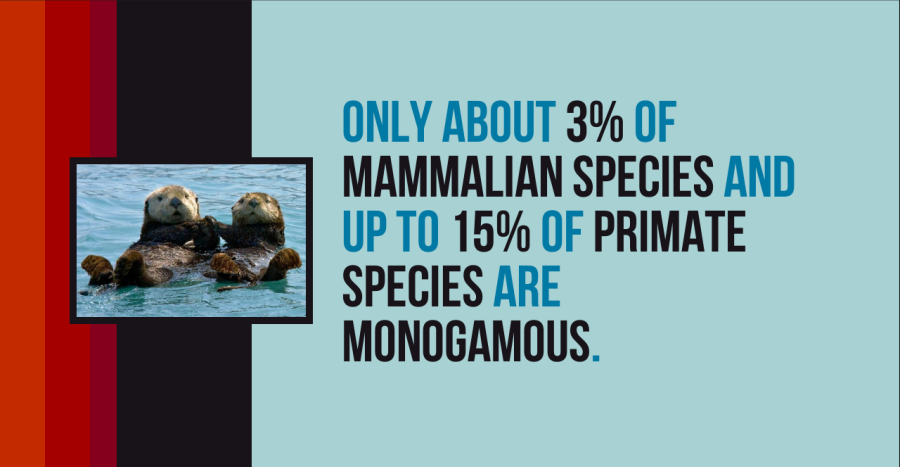 ONLY ABOUT 3% OF
MAMMALIAN SPECIES AND
UP TO 15% OF PRIMATE
SPECIES ARE
MONOGAMOUS.